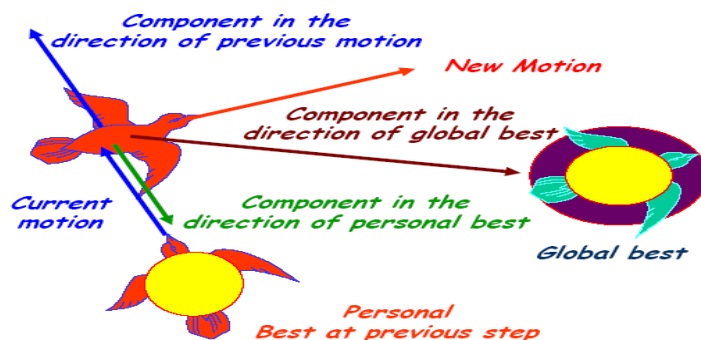 Component in the
direction of previous motion
New Motion
Component in the
direction of global best
Current
motion
Component in the
direction of personal best
Global best
Personal
Best at previous step